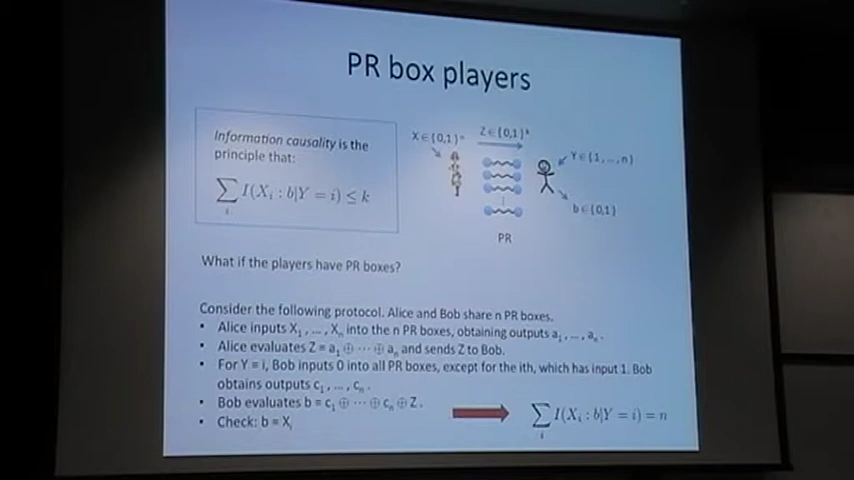 PR box players
Information causality is the
principle that:
∑ᵢ I(Xᵢ : b|Y = i) ≤ k
X ∈ {0,1}ⁿ
Z ∈ {0,1}ᵏ
Y ∈ {1, ..., n}
b ∈ {0,1}
PR
What if the players have PR boxes?
Consider the following protocol. Alice and Bob share n PR boxes.
• Alice inputs X₁, ... , Xₙ into the n PR boxes, obtaining outputs a₁, ... , aₙ.
• Alice evaluates Z = a₁ ⊕ ⋯ ⊕ aₙ and sends Z to Bob.
• For Y = i, Bob inputs 0 into all PR boxes, except for the ith, which has input 1. Bob
obtains outputs c₁, ... , cₙ.
• Bob evaluates b = c₁ ⊕ ⋯ ⊕ cₙ ⊕ Z.
• Check: b = Xᵢ
∑ᵢ I(Xᵢ : b|Y = i) = n